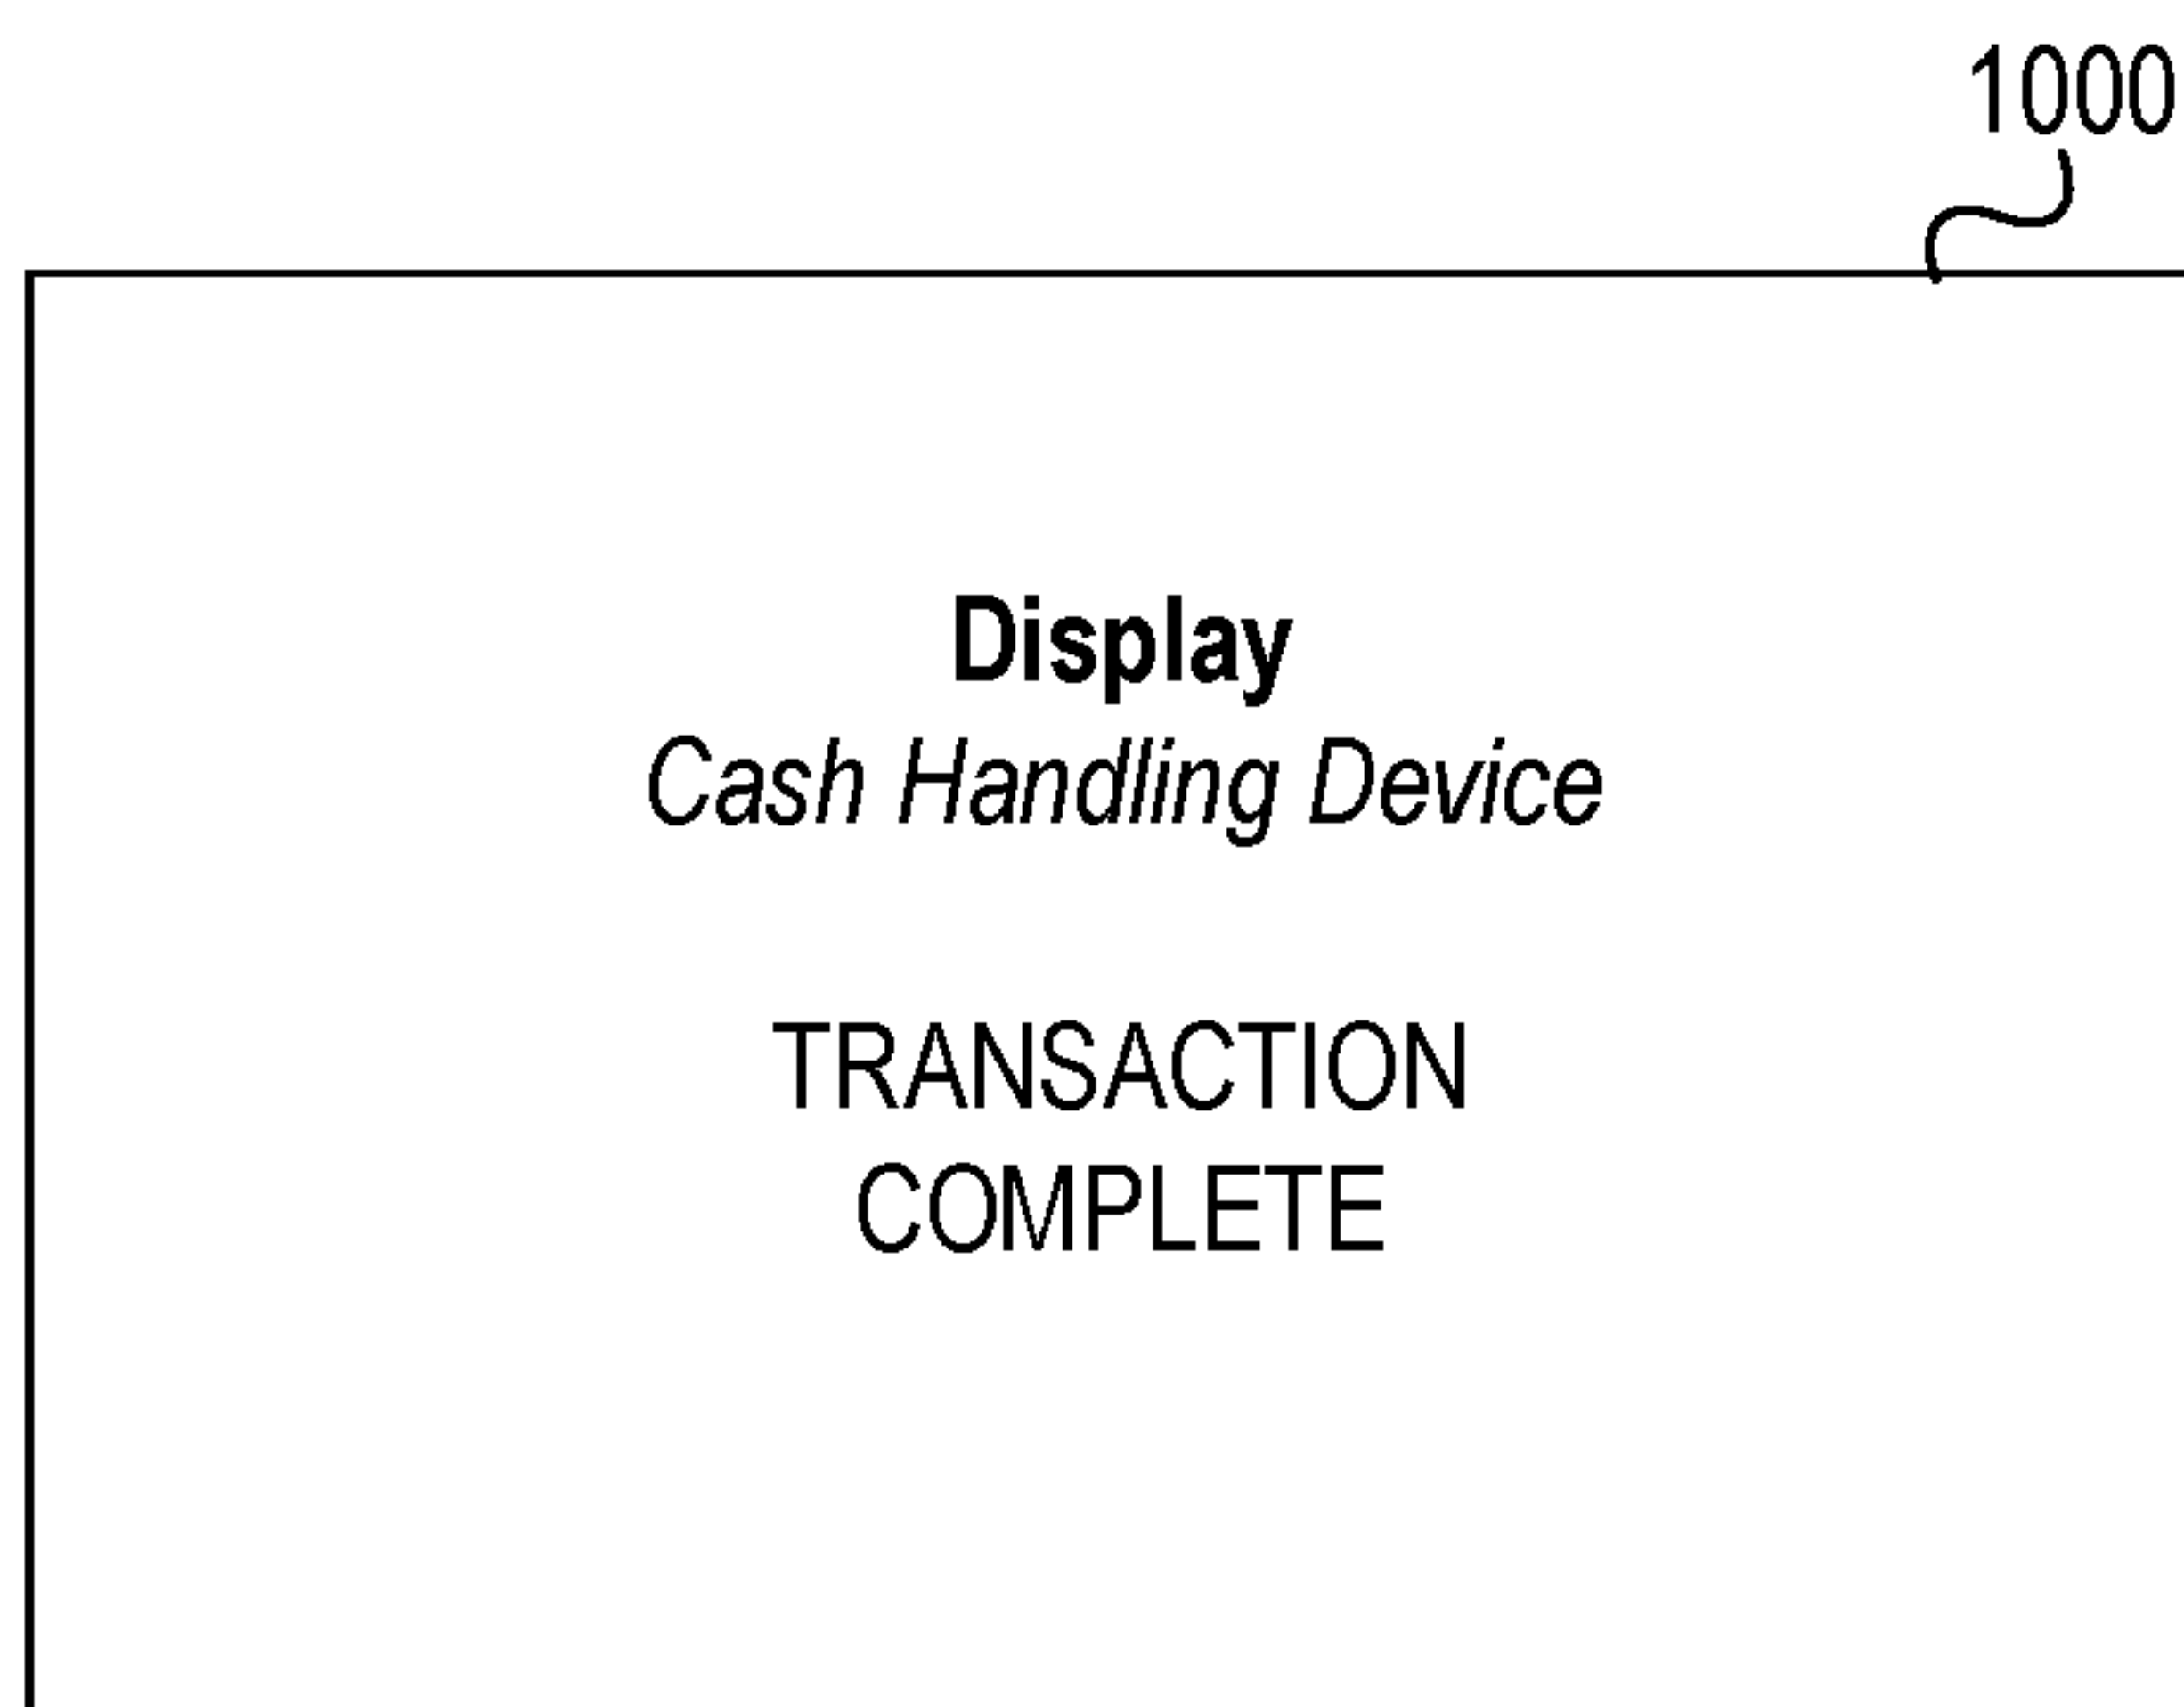 1000
Display
Cash Handling Device
TRANSACTION
COMPLETE